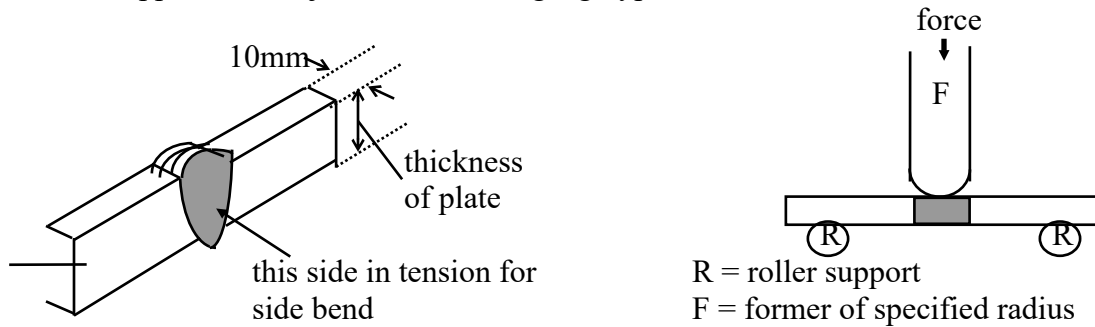 10mm
thickness
of plate
this side in tension for
side bend
force
F
R
R
R = roller support
F = former of specified radius